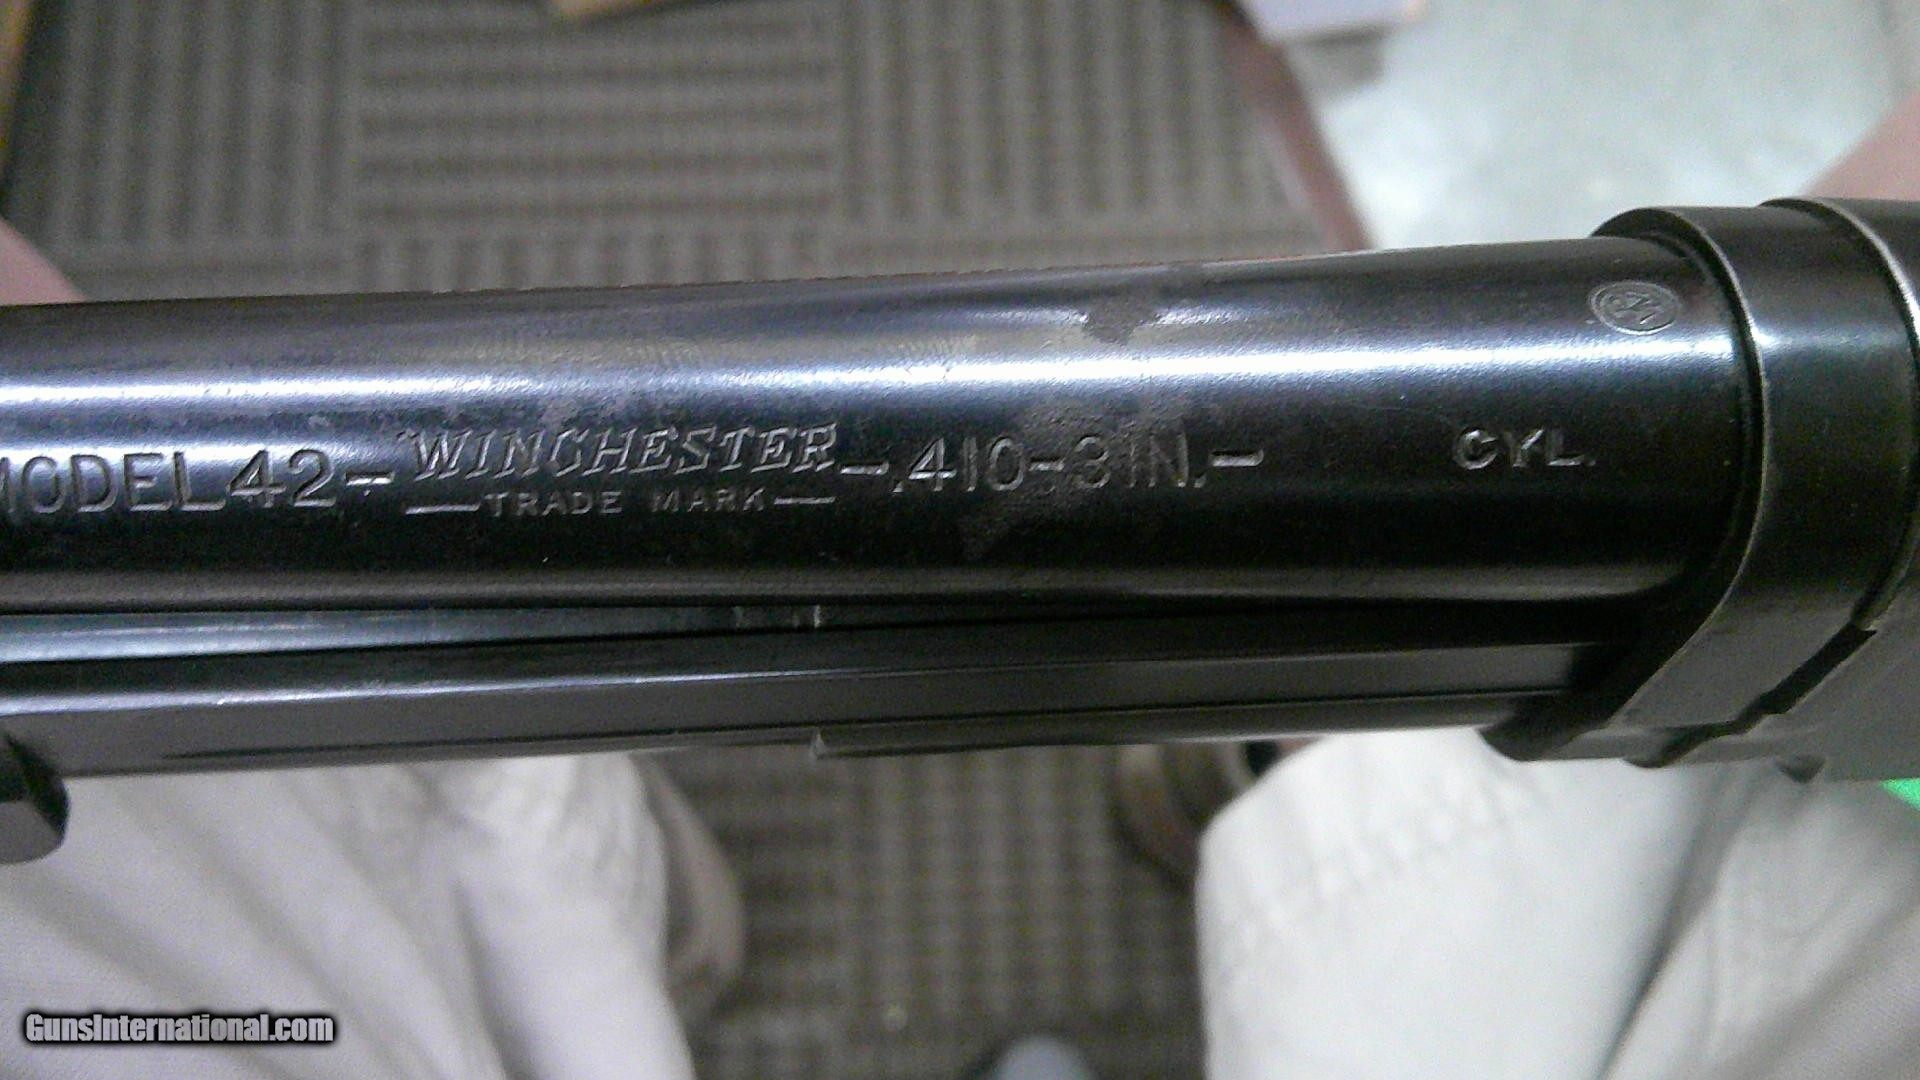 MODEL 42-WINCHESTER-.410-3 IN.- CYL.
—TRADE MARK—
GunsInternational.com